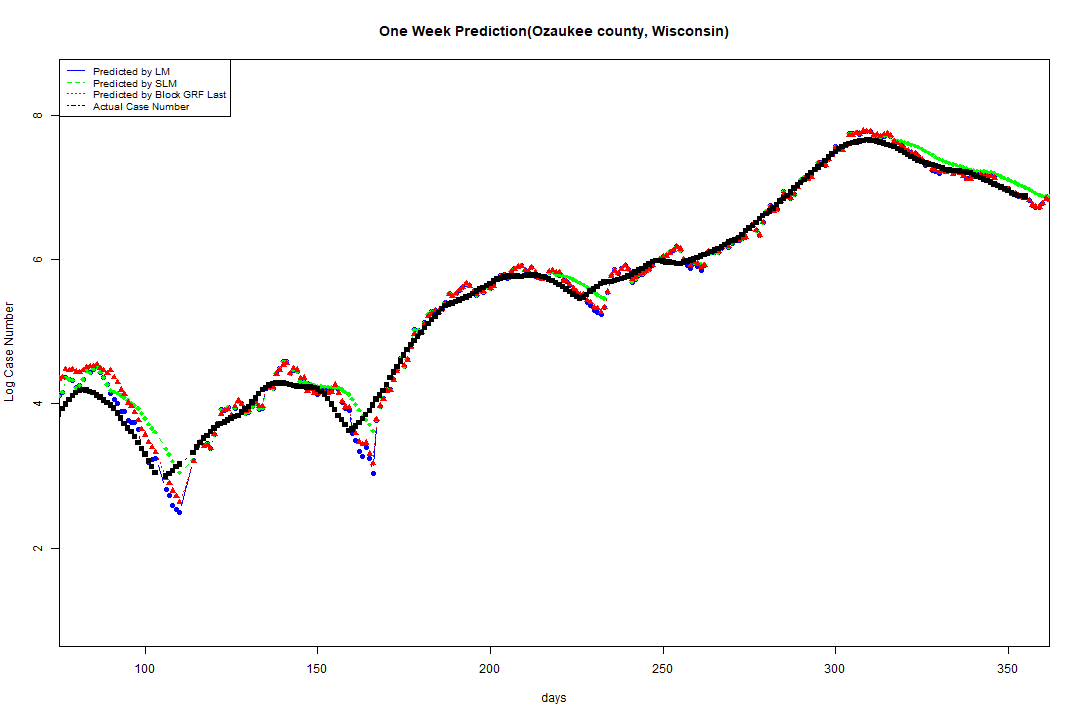 One Week Prediction(Ozaukee county, Wisconsin)
Predicted by LM
Predicted by SLM
Predicted by Block GRF Last
Actual Case Number
8
6
4
2
Log Case Number
100 150 200 250 300 350
days